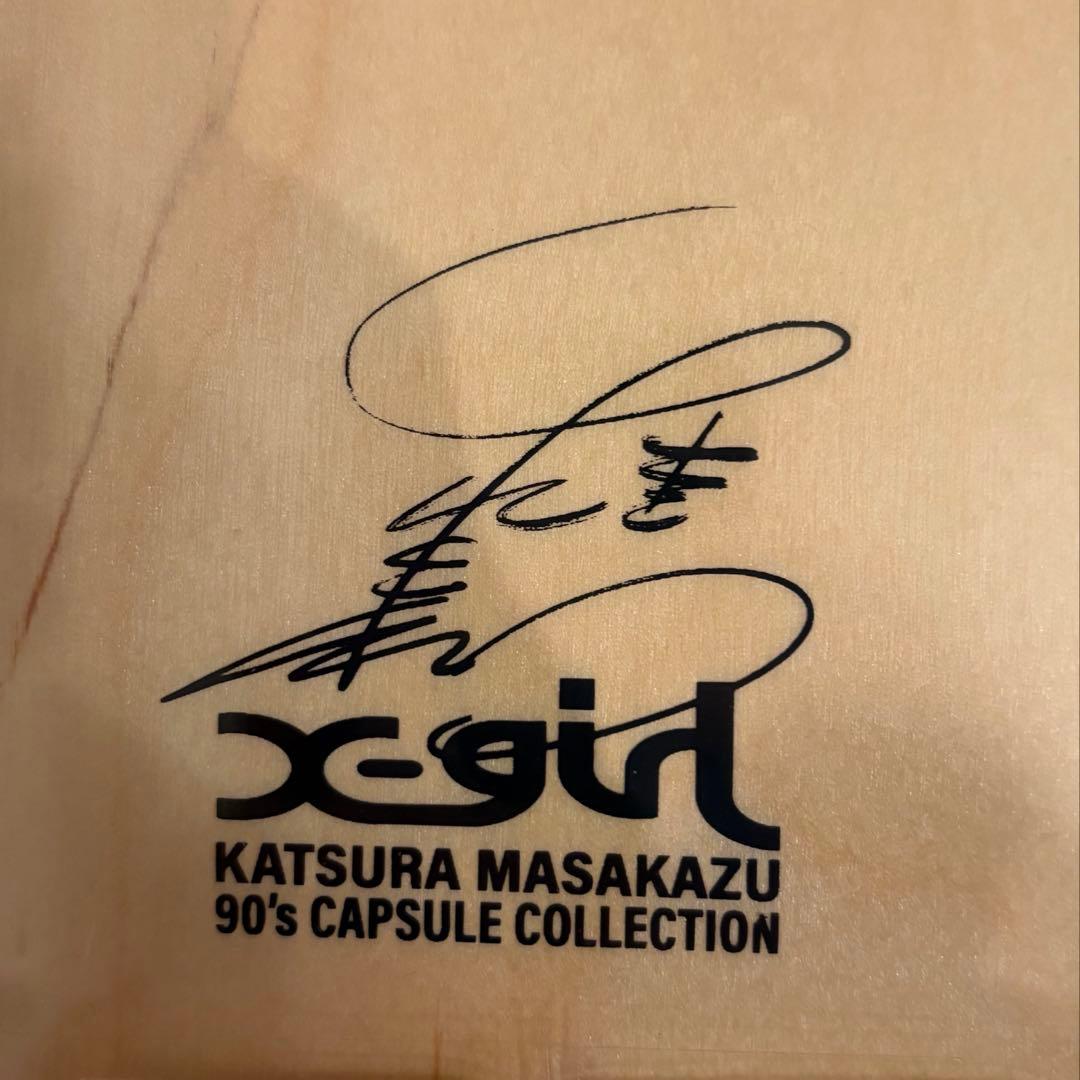 x-girl
KATSURA MASAKAZU
90's CAPSULE COLLECTION